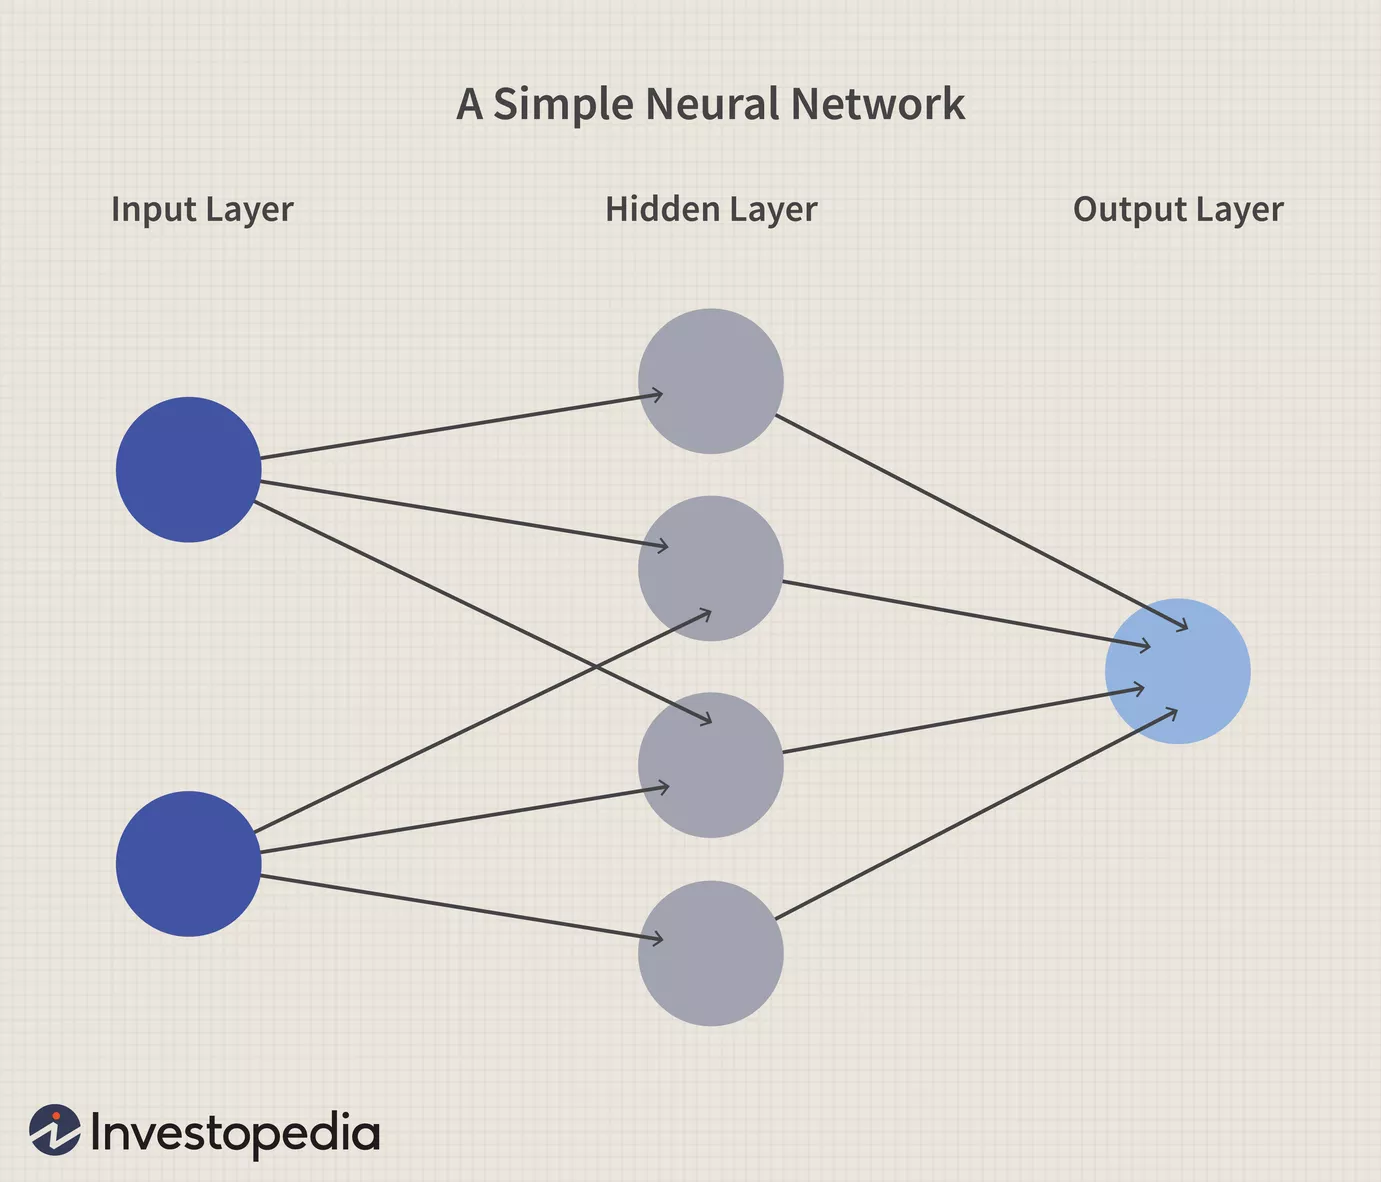 A Simple Neural Network
Input Layer
Hidden Layer
Output Layer
Investopedia